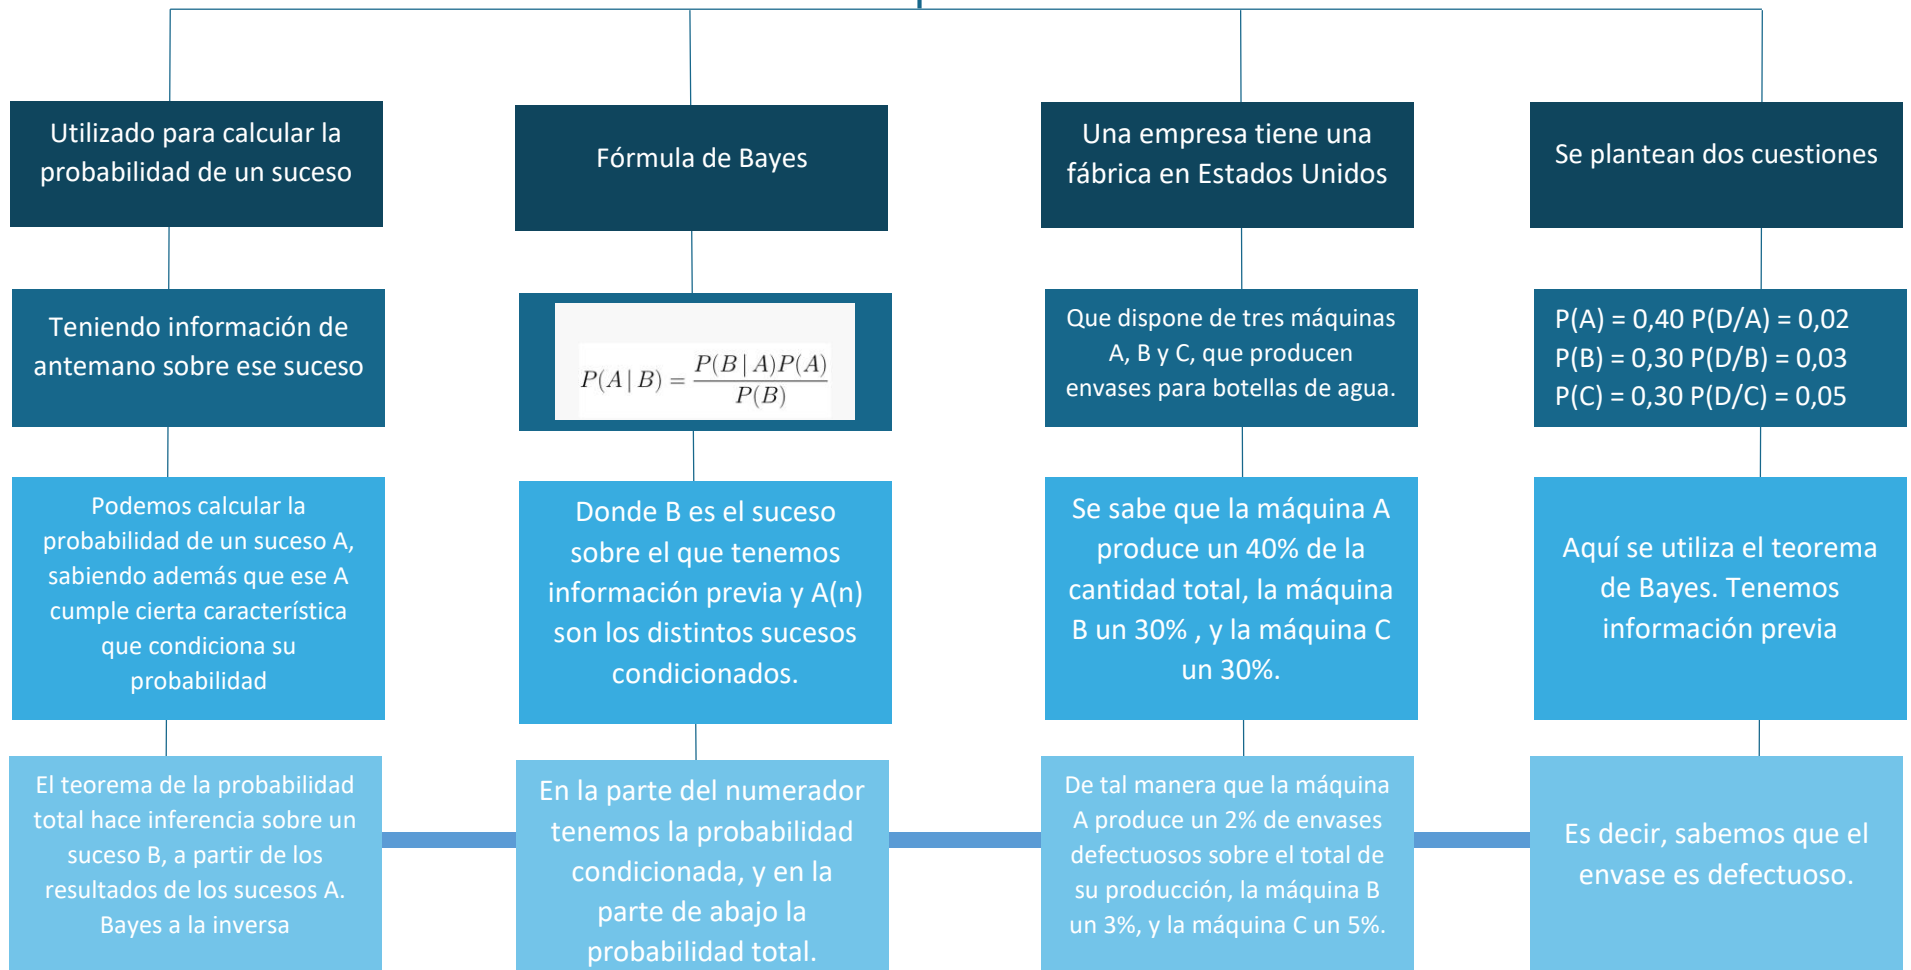 Utilizado para calcular la
probabilidad de un suceso
Teniendo información de
antemano sobre ese suceso
Podemos calcular la
probabilidad de un suceso A,
sabiendo además que ese A
cumple cierta característica
que condiciona su
probabilidad
El teorema de la probabilidad
total hace inferencia sobre un
suceso B, a partir de los
resultados de los sucesos A.
Bayes a la inversa
Fórmula de Bayes
P(A | B) = P(B | A)P(A) / P(B)
Donde B es el suceso
sobre el que tenemos
información previa y A(n)
son los distintos sucesos
condicionados.
En la parte del numerador
tenemos la probabilidad
condicionada, y en la
parte de abajo la
probabilidad total.
Una empresa tiene una
fábrica en Estados Unidos
Que dispone de tres máquinas
A, B y C, que producen
envases para botellas de agua.
Se sabe que la máquina A
produce un 40% de la
cantidad total, la máquina
B un 30% , y la máquina C
un 30%.
De tal manera que la máquina
A produce un 2% de envases
defectuosos sobre el total de
su producción, la máquina B
un 3%, y la máquina C un 5%.
Se plantean dos cuestiones
P(A) = 0,40 P(D/A) = 0,02
P(B) = 0,30 P(D/B) = 0,03
P(C) = 0,30 P(D/C) = 0,05
Aquí se utiliza el teorema
de Bayes. Tenemos
información previa
Es decir, sabemos que el
envase es defectuoso.